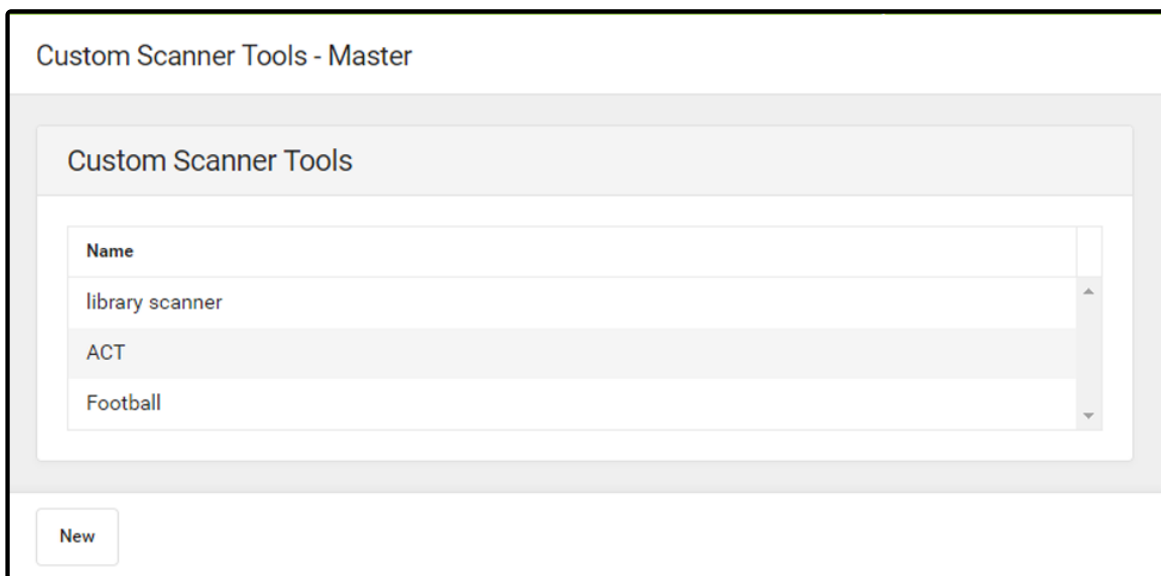 Custom Scanner Tools - Master
Custom Scanner Tools
Name
library scanner
ACT
Football
New